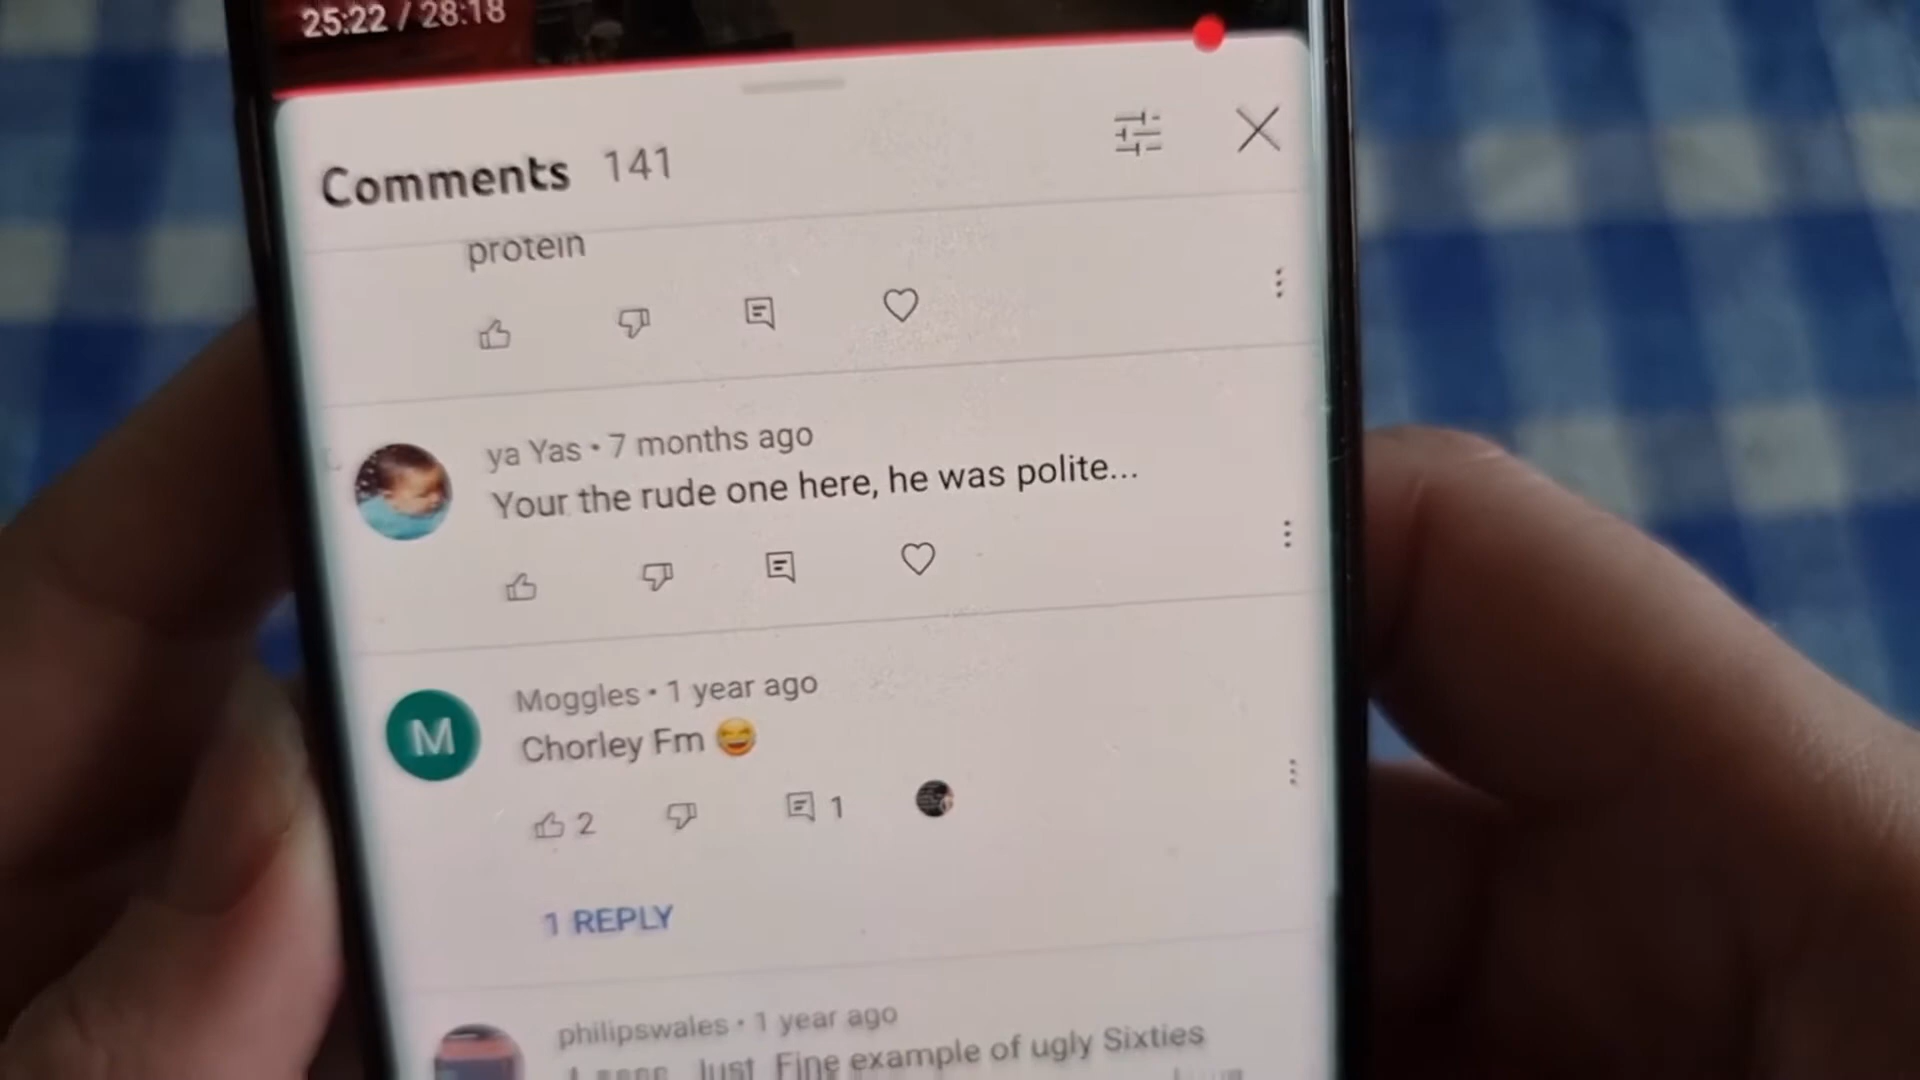 25:22 / 28:18
Comments 141
protein
ya Yas • 7 months ago
Your the rude one here, he was polite...
M
Moggles • 1 year ago
Chorley Fm 😆
2
1
1 REPLY
philipswales • 1 year ago
Just Fine example of ugly Sixties